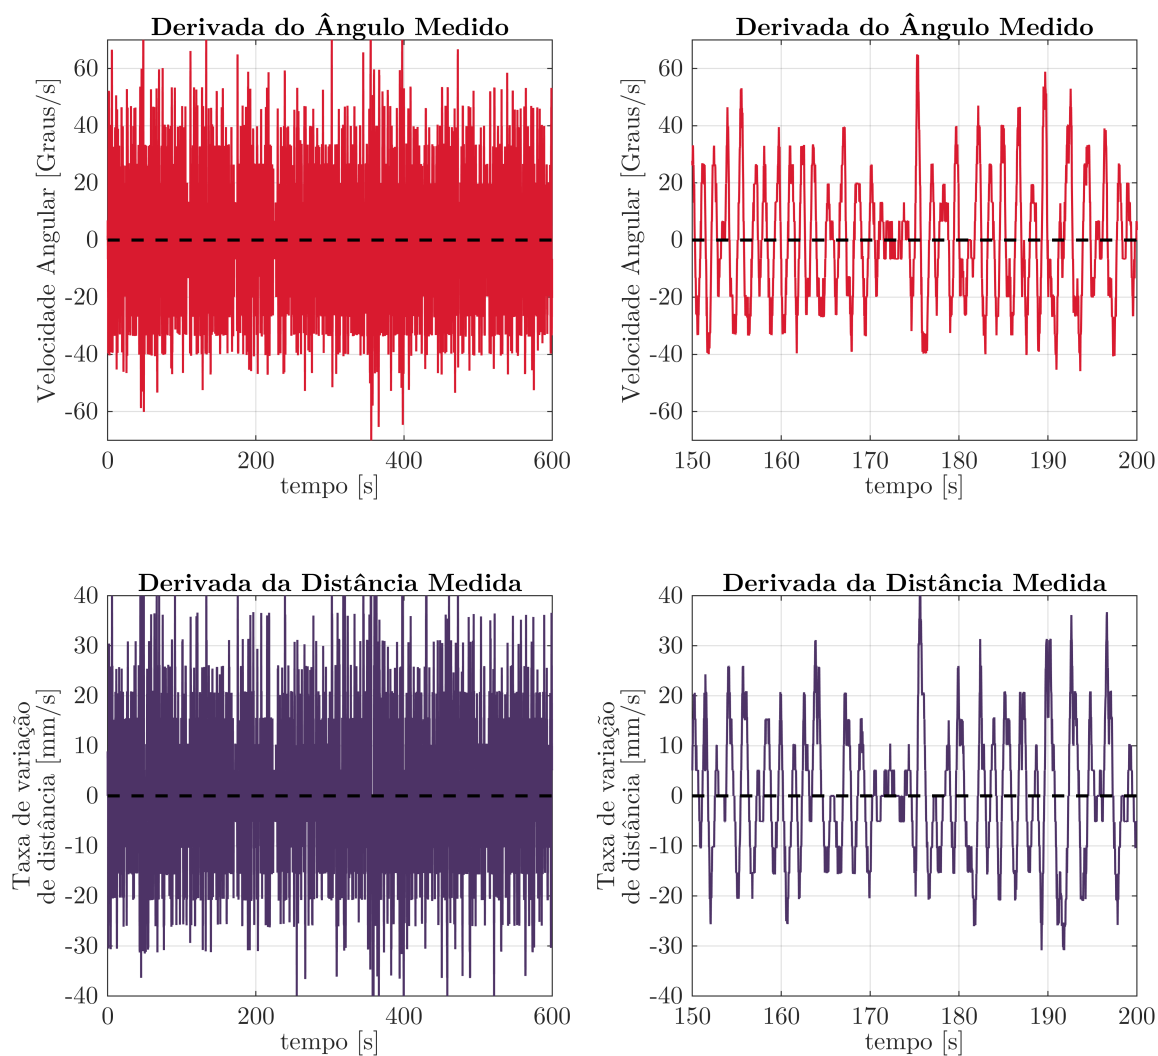 Derivada do Ângulo Medido
Velocidade Angular [Graus/s]
60
40
20
0
-20
-40
-60
0 200 400 600
tempo [s]
Derivada do Ângulo Medido
Velocidade Angular [Graus/s]
60
40
20
0
-20
-40
-60
150 160 170 180 190 200
tempo [s]
Derivada da Distância Medida
Taxa de variação
de distância [mm/s]
40
30
20
10
0
-10
-20
-30
-40
0 200 400 600
tempo [s]
Derivada da Distância Medida
Taxa de variação
de distância [mm/s]
40
30
20
10
0
-10
-20
-30
-40
150 160 170 180 190 200
tempo [s]